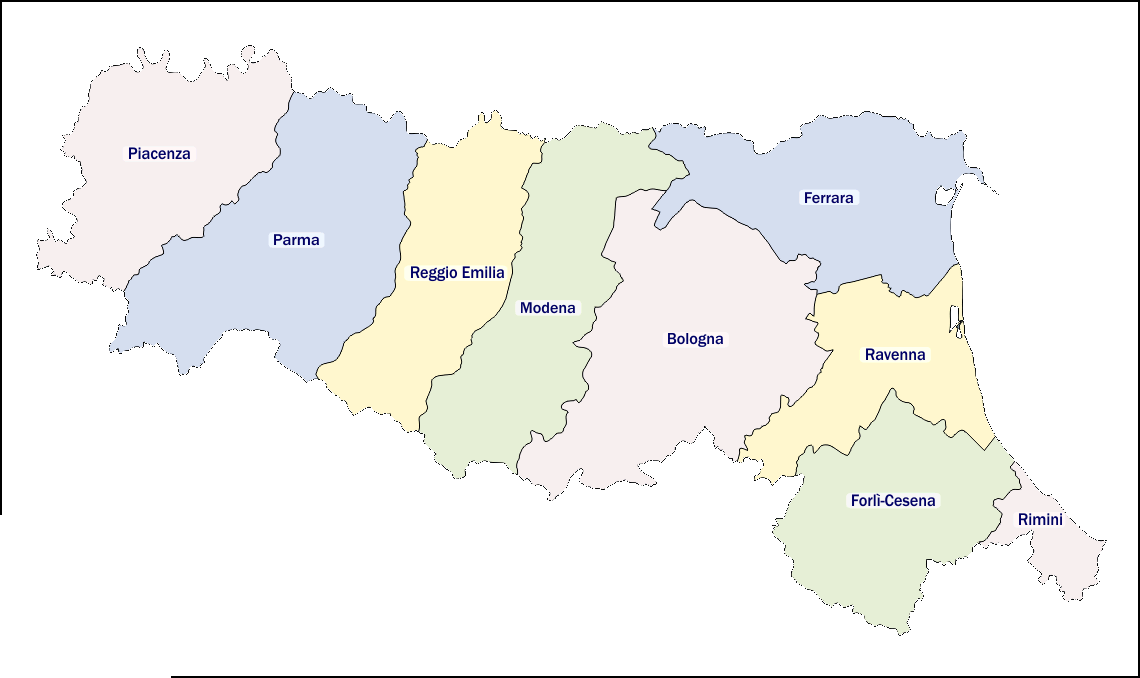 Piacenza
Parma
Ferrara
Reggio Emilia
Modena
Bologna
Ravenna
Forlì-Cesena
Rimini